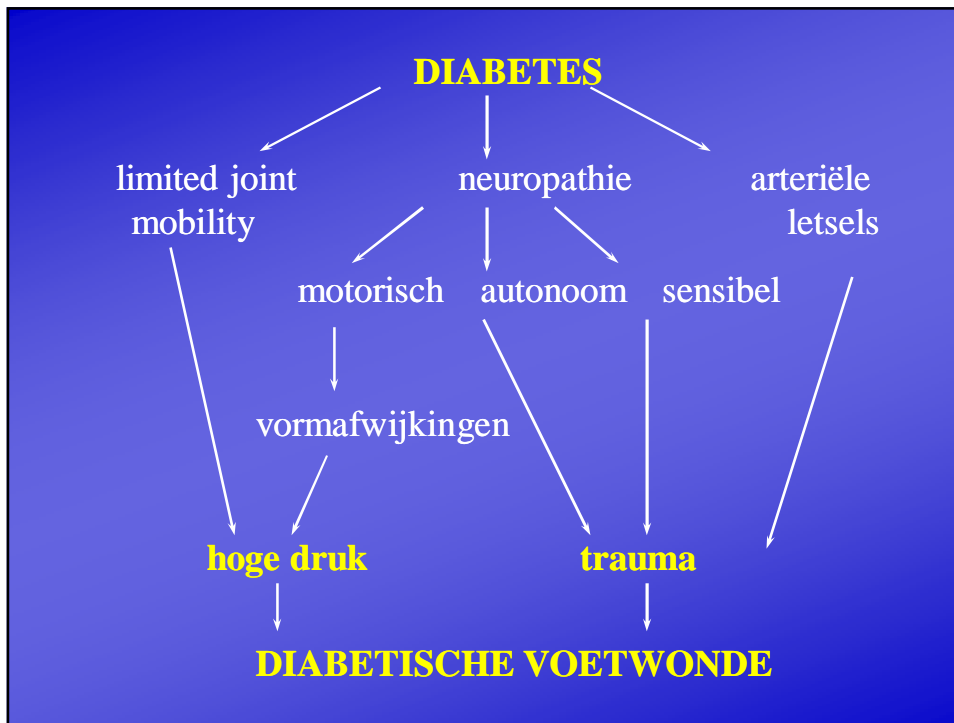 DIABETES
limited joint
mobility
neuropathie
arteriële
letsels
motorisch
autonoom
sensibel
vormafwijkingen
hoge druk
trauma
DIABETISCHE VOETWONDE